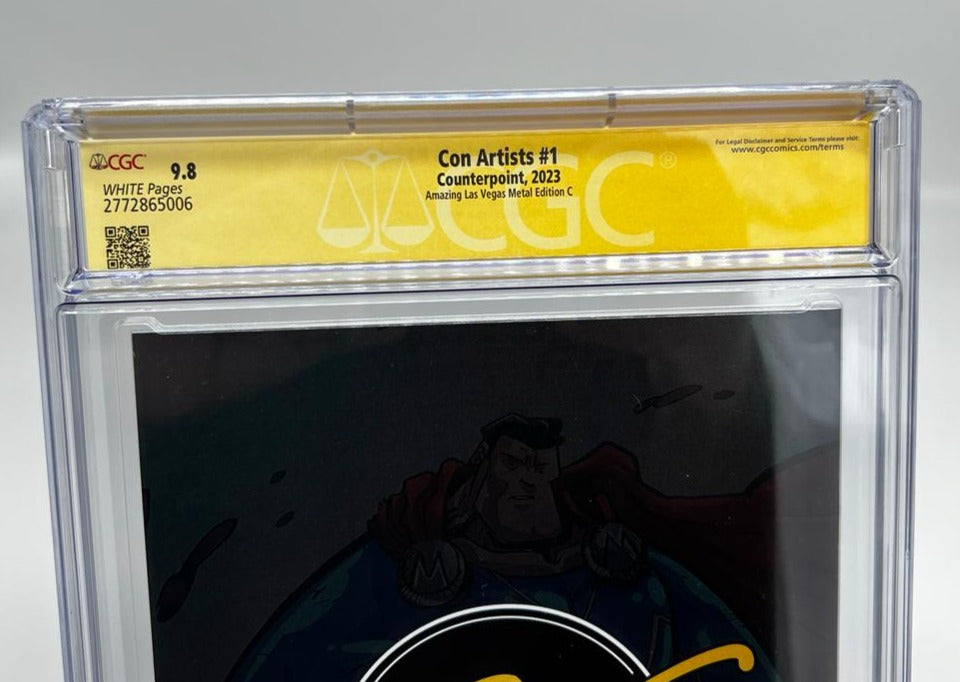 CGC 9.8
WHITE Pages
2772865006
Con Artists #1
Counterpoint, 2023
Amazing Las Vegas Metal Edition C
CGC®
For Legal Disclaimer and Service Terms please visit:
www.cgccomics.com/terms
M M